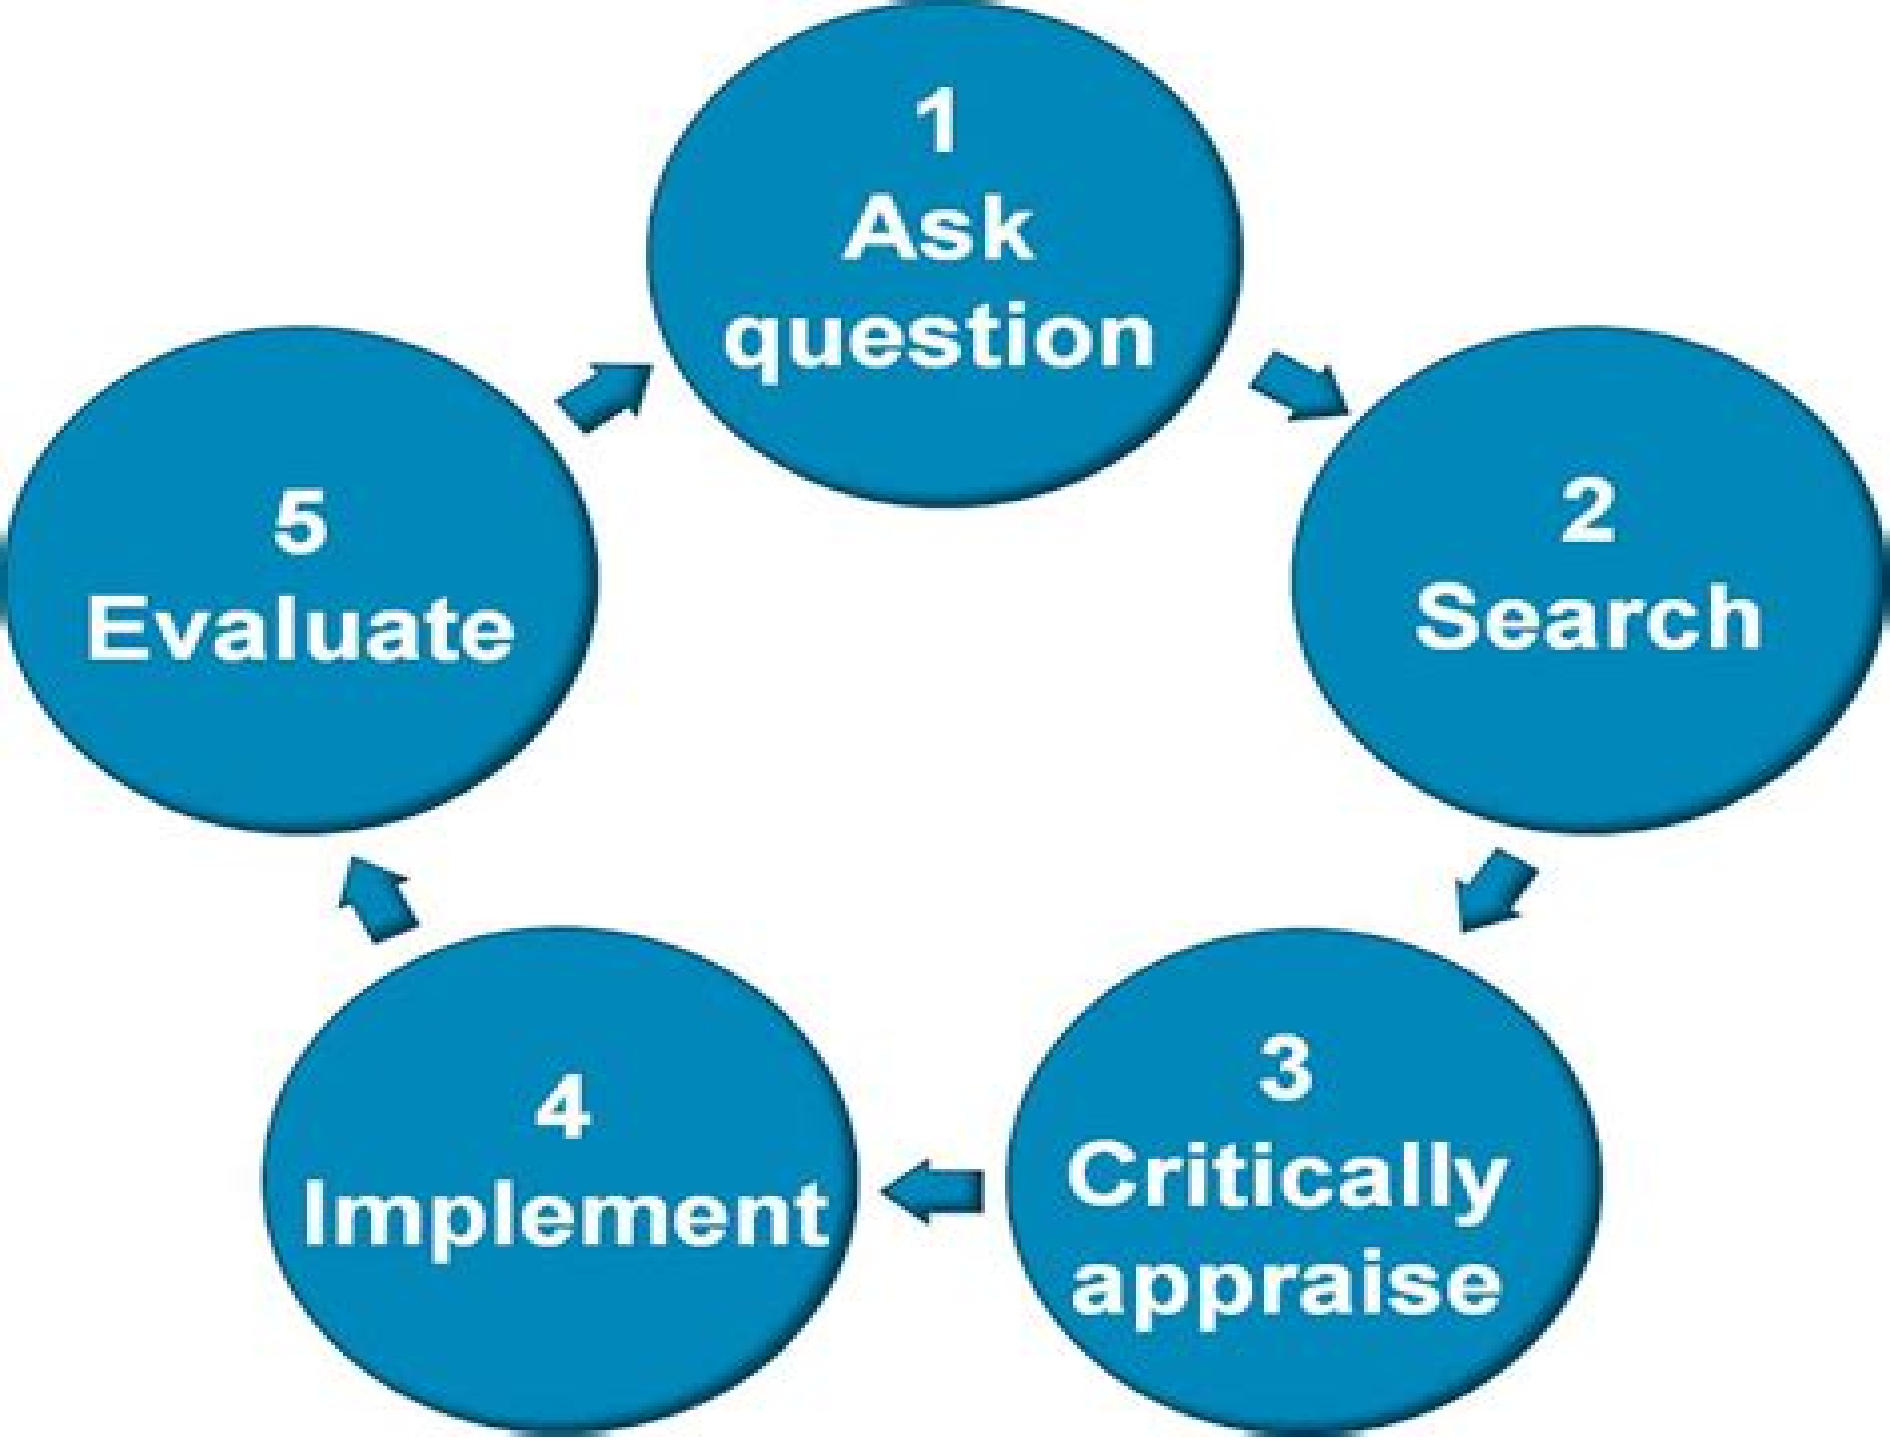 1
Ask
question
2
Search
3
Critically
appraise
4
Implement
5
Evaluate